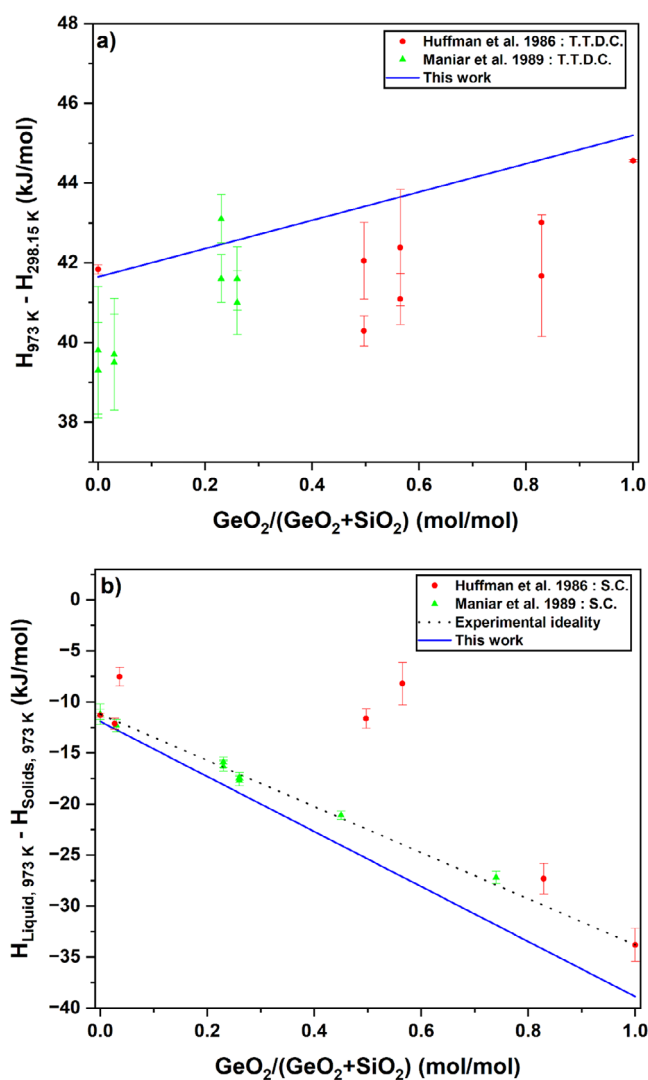 a)
Huffman et al. 1986 : T.T.D.C.
Maniar et al. 1989 : T.T.D.C.
This work
H973 K - H298.15 K (kJ/mol)
48
46
44
42
40
38
0.0 0.2 0.4 0.6 0.8 1.0
GeO2/(GeO2+SiO2) (mol/mol)
b)
Huffman et al. 1986 : S.C.
Maniar et al. 1989 : S.C.
Experimental ideality
This work
HLiquid, 973 K - HSolids, 973 K (kJ/mol)
0
−5
−10
−15
−20
−25
−30
−35
−40
0.0 0.2 0.4 0.6 0.8 1.0
GeO2/(GeO2+SiO2) (mol/mol)